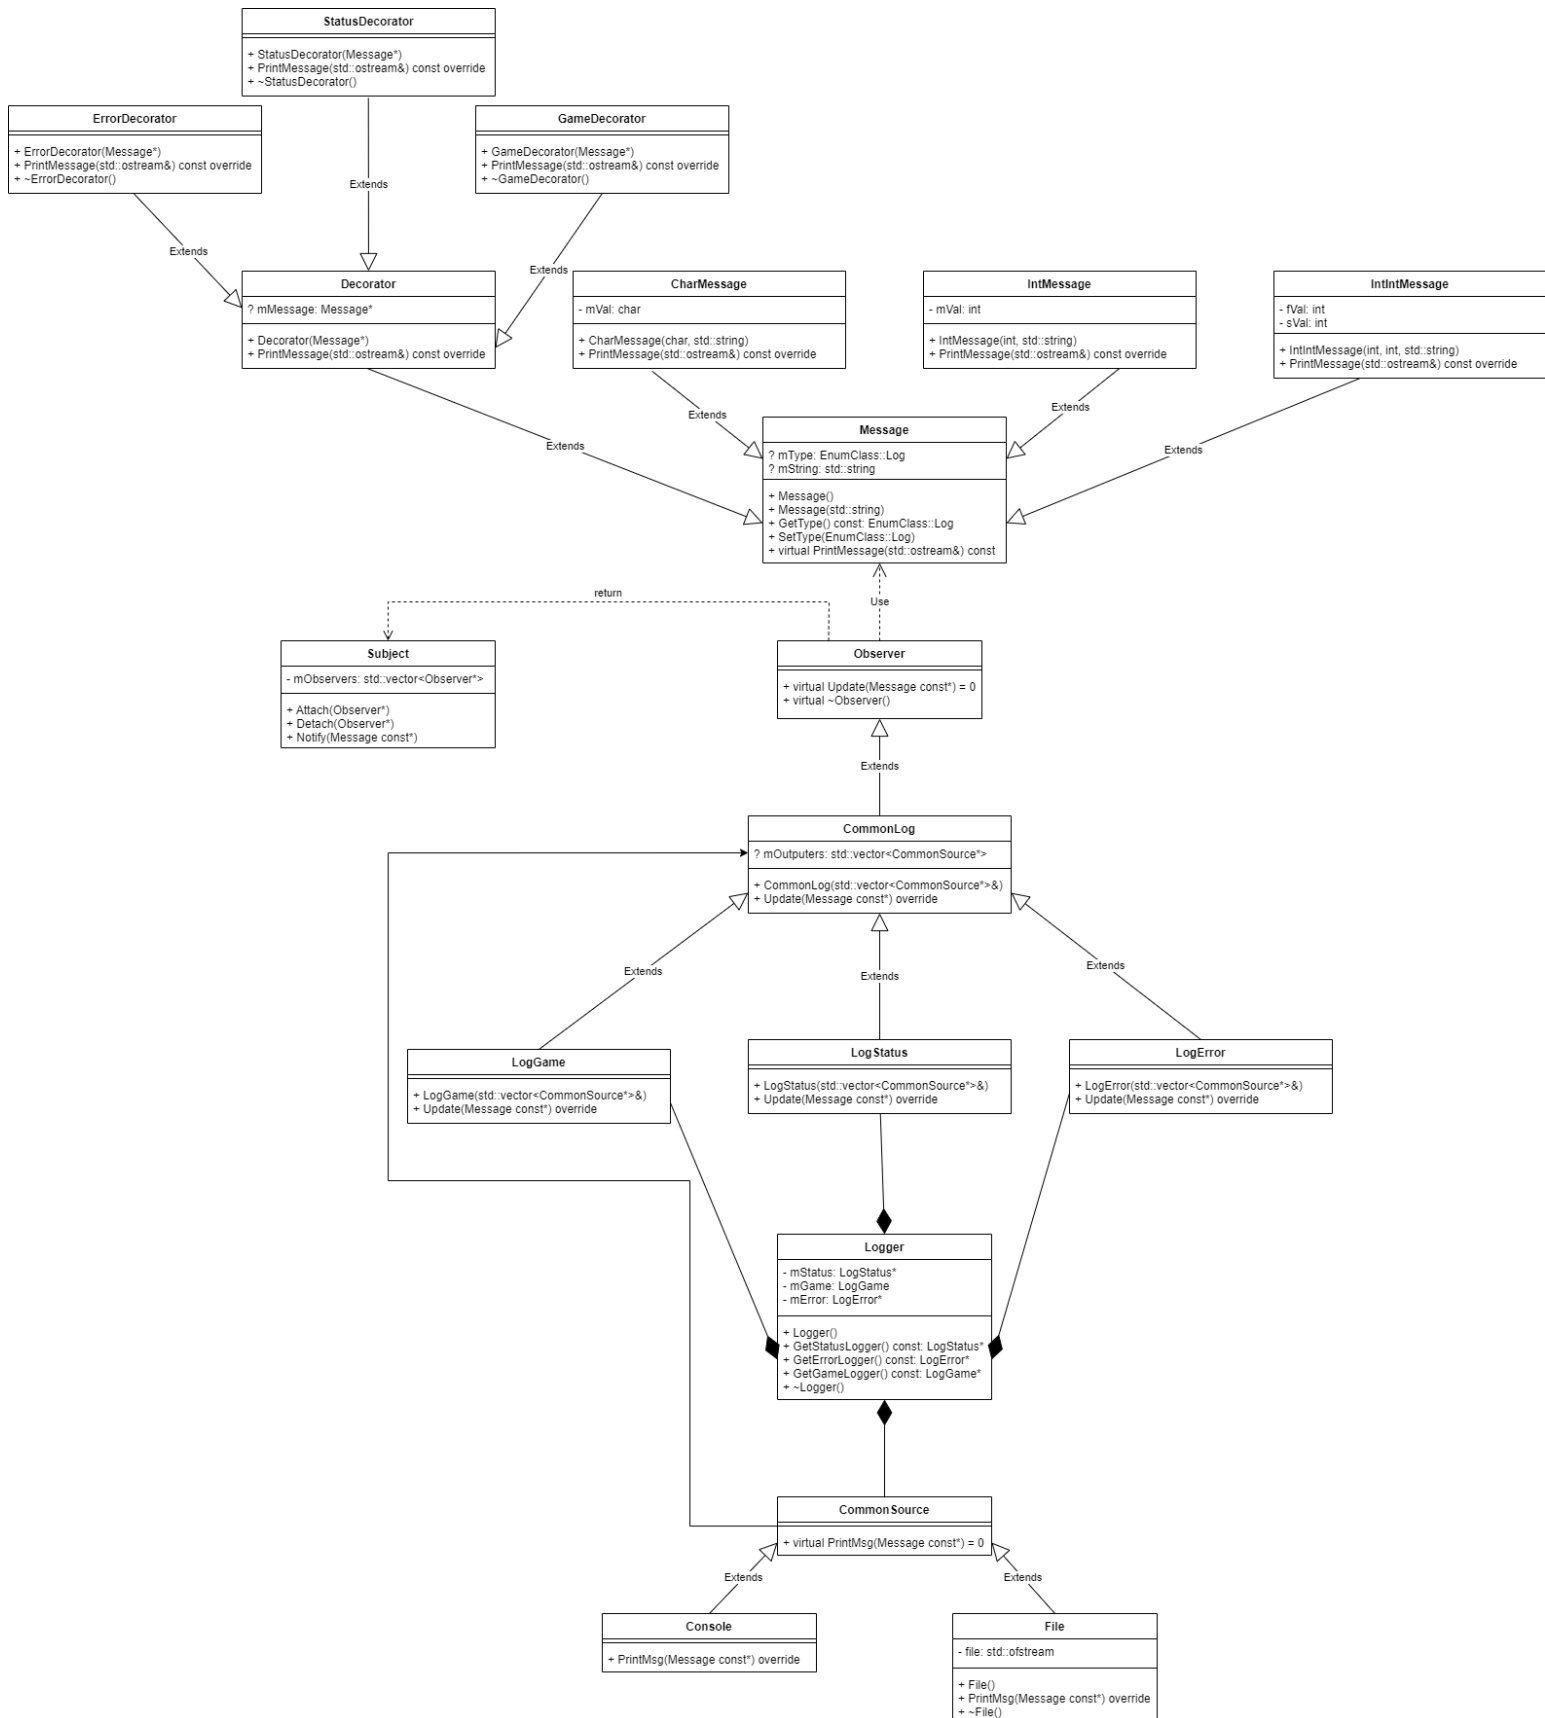 StatusDecorator
+ StatusDecorator(Message*)
+ PrintMessage(std::ostream&) const override
+ ~StatusDecorator()
ErrorDecorator
+ ErrorDecorator(Message*)
+ PrintMessage(std::ostream&) const override
+ ~ErrorDecorator()
GameDecorator
+ GameDecorator(Message*)
+ PrintMessage(std::ostream&) const override
+ ~GameDecorator()
Extends
Extends
Extends
Decorator
? mMessage: Message*
+ Decorator(Message*)
+ PrintMessage(std::ostream&) const override
CharMessage
- mVal: char
+ CharMessage(char, std::string)
+ PrintMessage(std::ostream&) const override
IntMessage
- mVal: int
+ IntMessage(int, std::string)
+ PrintMessage(std::ostream&) const override
IntIntMessage
- fVal: int
- sVal: int
+ IntIntMessage(int, int, std::string)
+ PrintMessage(std::ostream&) const override
Extends
Extends
Extends
Extends
Message
? mType: EnumClass::Log
? mString: std::string
+ Message()
+ Message(std::string)
+ GetType() const: EnumClass::Log
+ SetType(EnumClass::Log)
+ virtual PrintMessage(std::ostream&) const
return
Use
Subject
- mObservers: std::vector<Observer*>
+ Attach(Observer*)
+ Detach(Observer*)
+ Notify(Message const*)
Observer
+ virtual Update(Message const*) = 0
+ virtual ~Observer()
Extends
CommonLog
? mOutputers: std::vector<CommonSource*>
+ CommonLog(std::vector<CommonSource*>&)
+ Update(Message const*) override
Extends
Extends
Extends
LogGame
+ LogGame(std::vector<CommonSource*>&)
+ Update(Message const*) override
LogStatus
+ LogStatus(std::vector<CommonSource*>&)
+ Update(Message const*) override
LogError
+ LogError(std::vector<CommonSource*>&)
+ Update(Message const*) override
Logger
- mStatus: LogStatus*
- mGame: LogGame
- mError: LogError*
+ Logger()
+ GetStatusLogger() const: LogStatus*
+ GetErrorLogger() const: LogError*
+ GetGameLogger() const: LogGame*
+ ~Logger()
CommonSource
+ virtual PrintMsg(Message const*) = 0
Extends
Extends
Console
+ PrintMsg(Message const*) override
File
- file: std::ofstream
+ File()
+ PrintMsg(Message const*) override
+ ~File()